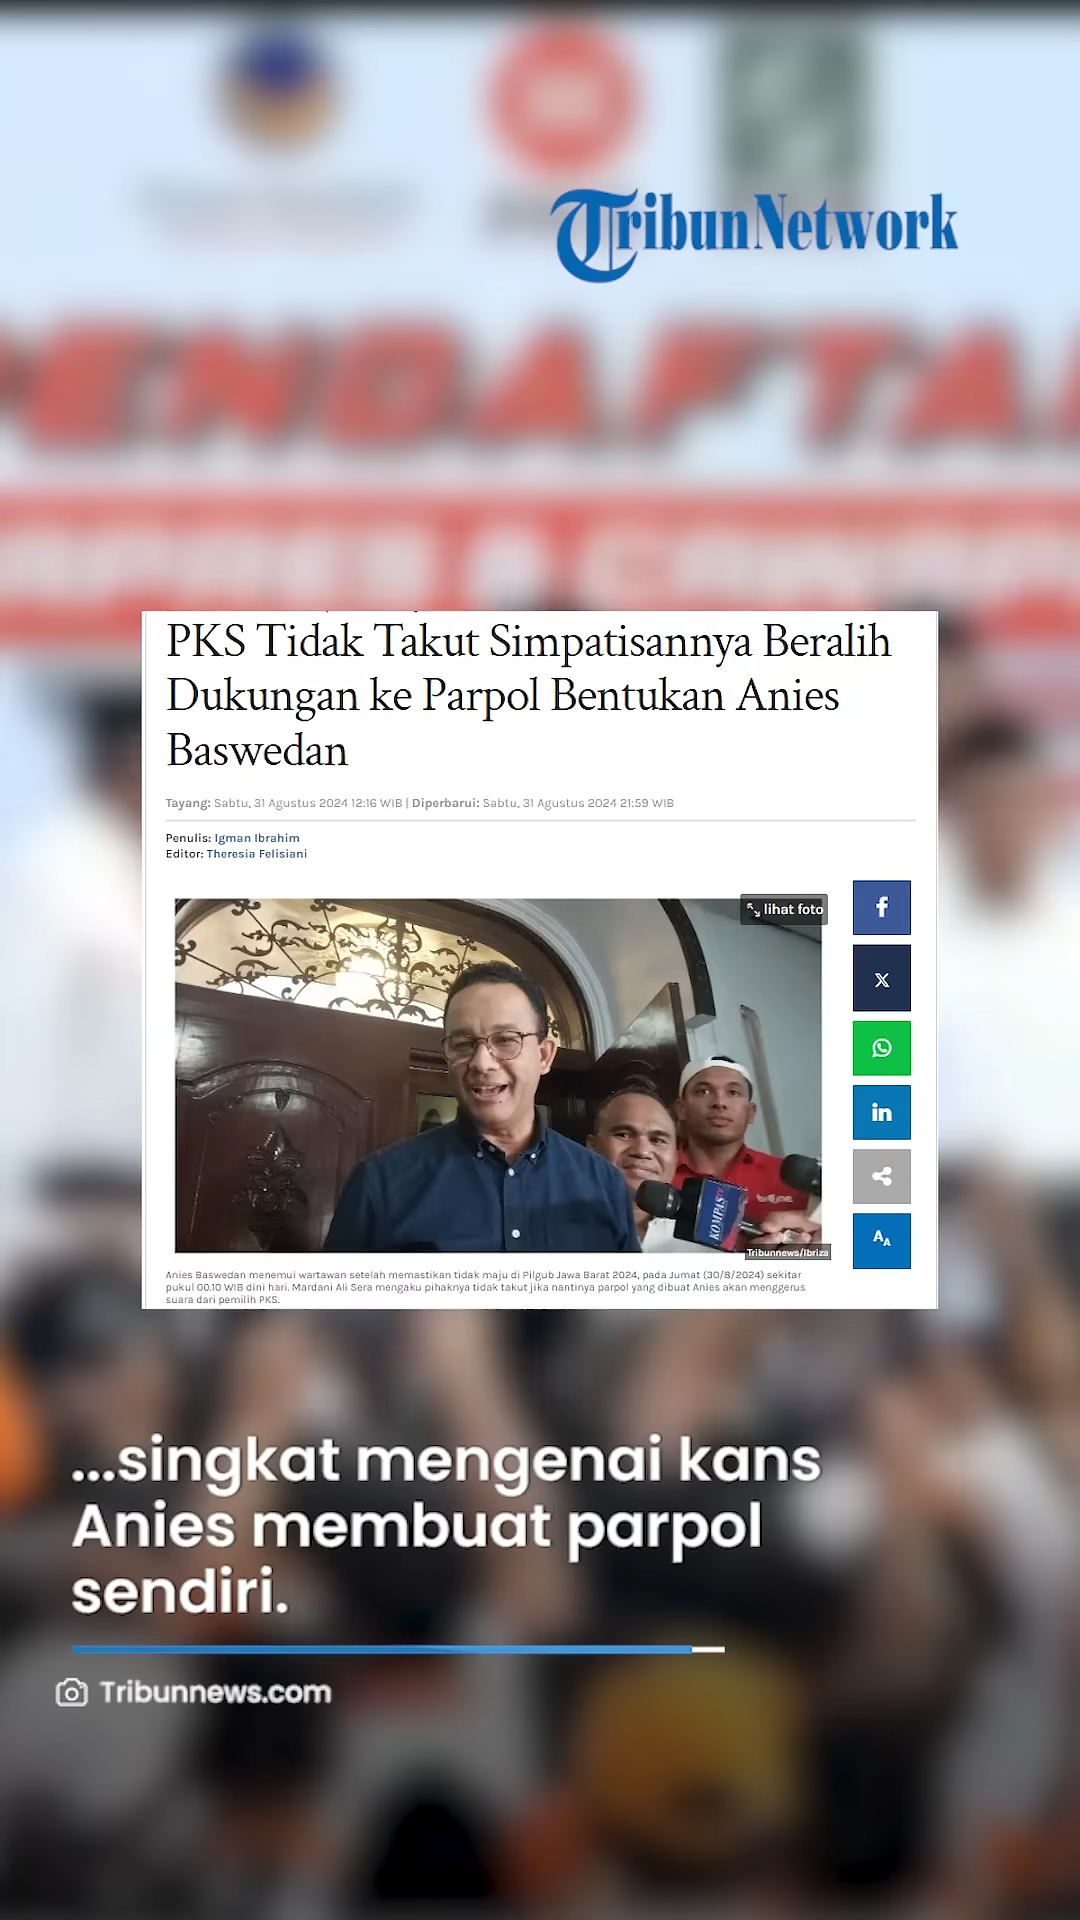 TribunNetwork
PENDAFTAR
PKS Tidak Takut Simpatisannya Beralih
Dukungan ke Parpol Bentukan Anies
Baswedan
Tayang: Sabtu, 31 Agustus 2024 12:16 WIB | Diperbarui: Sabtu, 31 Agustus 2024 21:59 WIB
Penulis: Igman Ibrahim
Editor: Theresia Felisiani
lihat foto
KOMPASTV
Tribunnews/Ibriza
Anies Baswedan menemui wartawan setelah memastikan tidak maju di Pilgub Jawa Barat 2024, pada Jumat (30/8/2024) sekitar
pukul 00.10 WIB dini hari. Mardani Ali Sera mengaku pihaknya tidak takut jika nantinya parpol yang dibuat Anies akan menggerus
suara dari pemilih PKS.
...singkat mengenai kans
Anies membuat parpol
sendiri.
Tribunnews.com